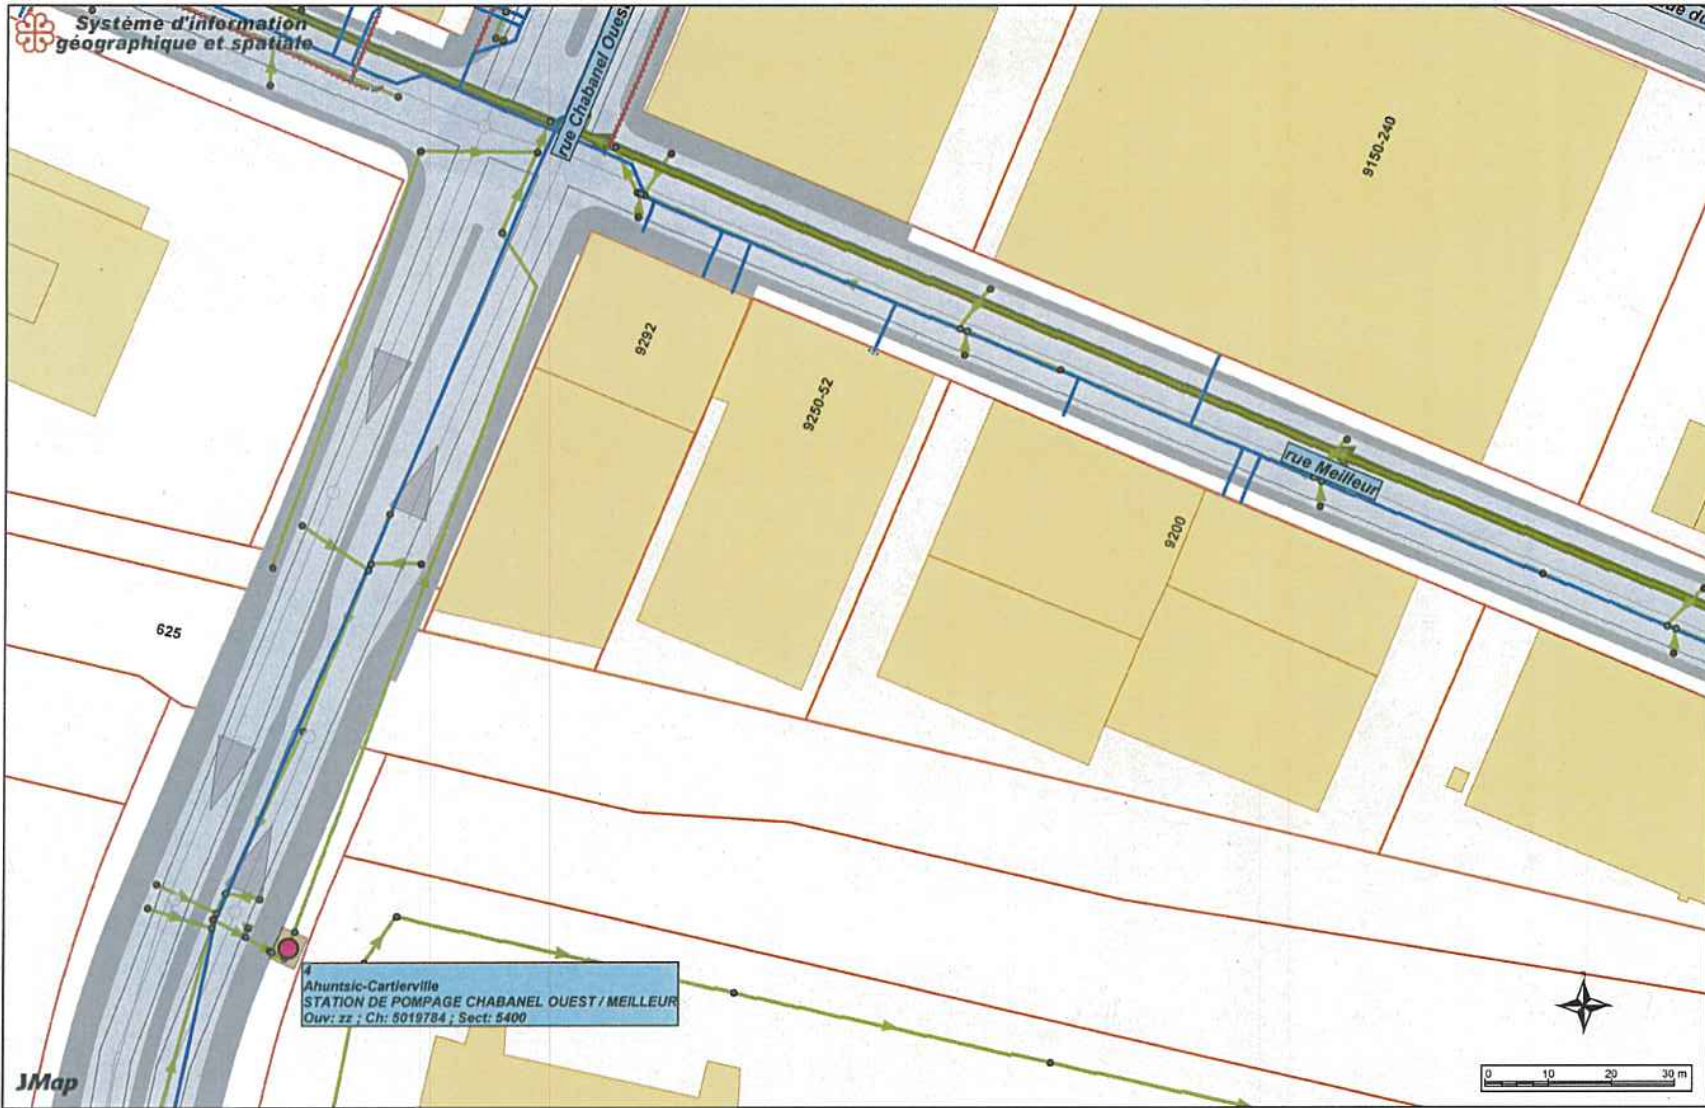 Système d'information
géographique et spatiale
rue Chabanel Ouest
9150-240
9292
9250-52
rue Meilleur
9200
625
4
Ahuntsic-Cartierville
STATION DE POMPAGE CHABANEL OUEST / MEILLEUR
Ouv: zz ; Ch: 5019784 ; Sect: 5400
JMap
0 10 20 30 m